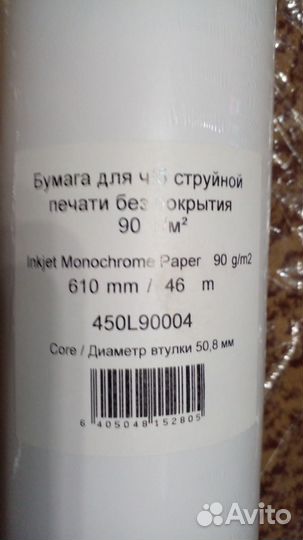 Бумага для ч/б струйной
печати без покрытия
90 г/м²
Inkjet Monochrome Paper 90 g/m2
610 mm / 46 m
450L90004
Core / Диаметр втулки 50,8 мм
6 405048 152805
Avito